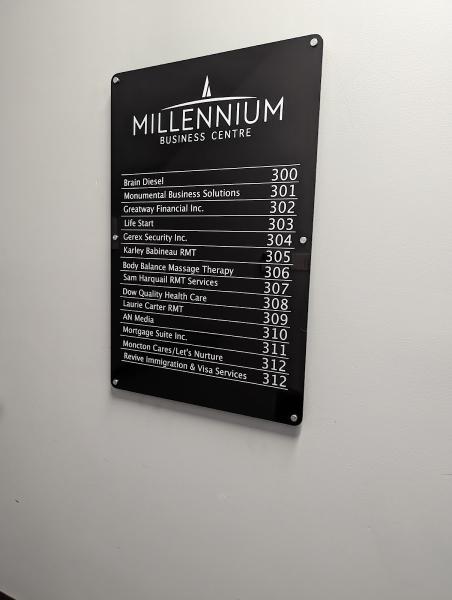 MILLENNIUM
BUSINESS CENTRE
Brain Diesel 300
Monumental Business Solutions 301
Greatway Financial Inc. 302
Life Start 303
Gerex Security Inc. 304
Karley Babineau RMT 305
Body Balance Massage Therapy 306
Sam Harquail RMT Services 307
Dow Quality Health Care 308
Laurie Carter RMT 309
AN Media 310
Mortgage Suite Inc. 311
Moncton Cares/Let's Nurture 312
Revive Immigration & Visa Services 312